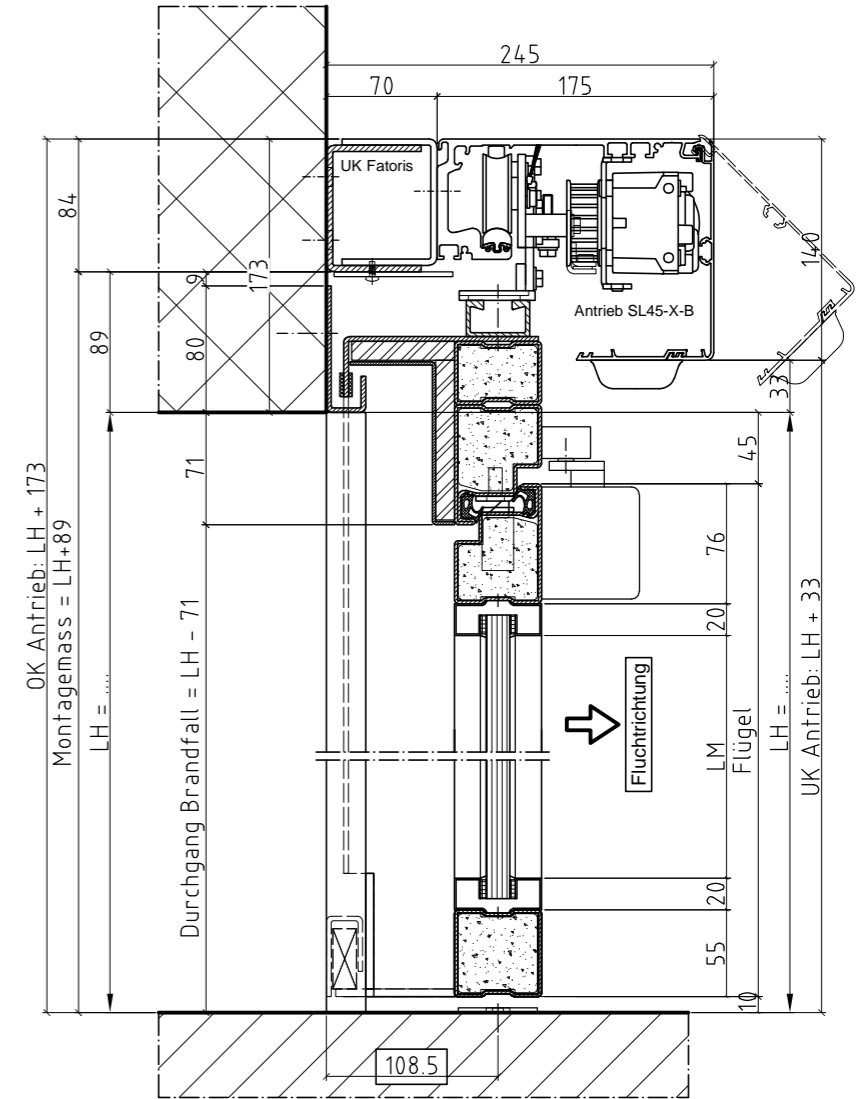 245
70
175
UK Fatoris
84
9
173
140
Antrieb SL45-X-B
89
80
33
71
45
76
20
OK Antrieb: LH + 173
Montagemass = LH+89
LH = ....
Durchgang Brandfall = LH - 71
Fluchtrichtung
LM
Flügel
LH = ....
UK Antrieb: LH + 33
20
55
10
108.5